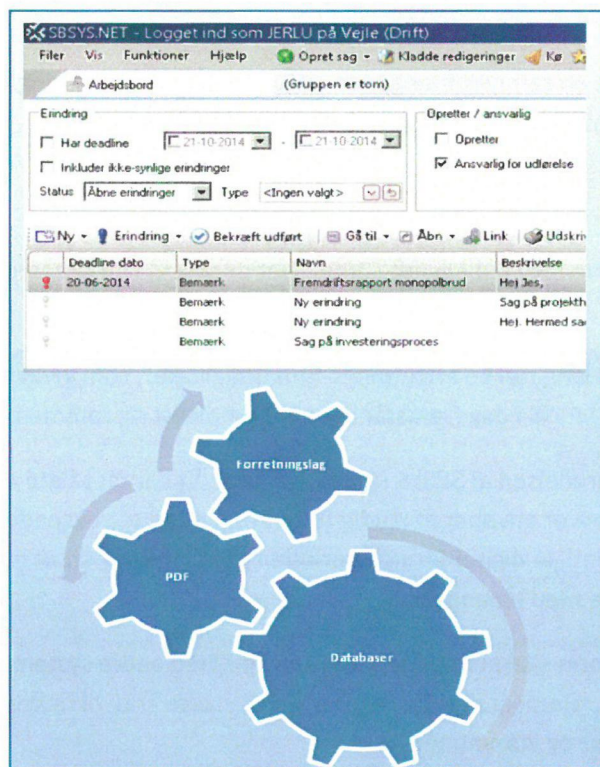 SBSYS.NET - Logget ind som JERLU på Vejle (Drift)
Filer Vis Funktioner Hjælp Opret sag Kladde redigeringer Kø
Arbejdsbord (Gruppen er tom)
Erindring Opretter / ansvarlig
Har deadline 21-10-2014 - 21-10-2014 Opretter
Inkluder ikke-synlige erindringer Ansvarlig for udførelse
Status Åbne erindringer Type <Ingen valgt>
Ny Erindring Bekræft udført Gå til Åbn Link Udskriv
Deadline dato Type Navn Beskrivelse
20-06-2014 Bemærk Fremdriftsrapport monopolbrud Hej Jes,
Bemærk Ny erindring Sag på projekth
Bemærk Ny erindring Hej. Hermed sa
Bemærk Sag på investeringsproces
Forretningslag
PDF
Databaser